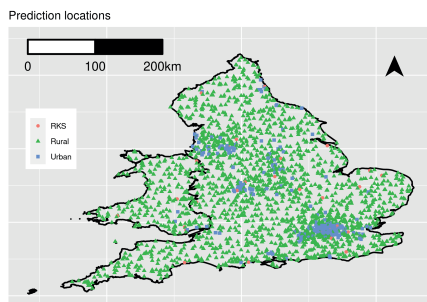 Prediction locations
0 100 200km
RKS
Rural
Urban